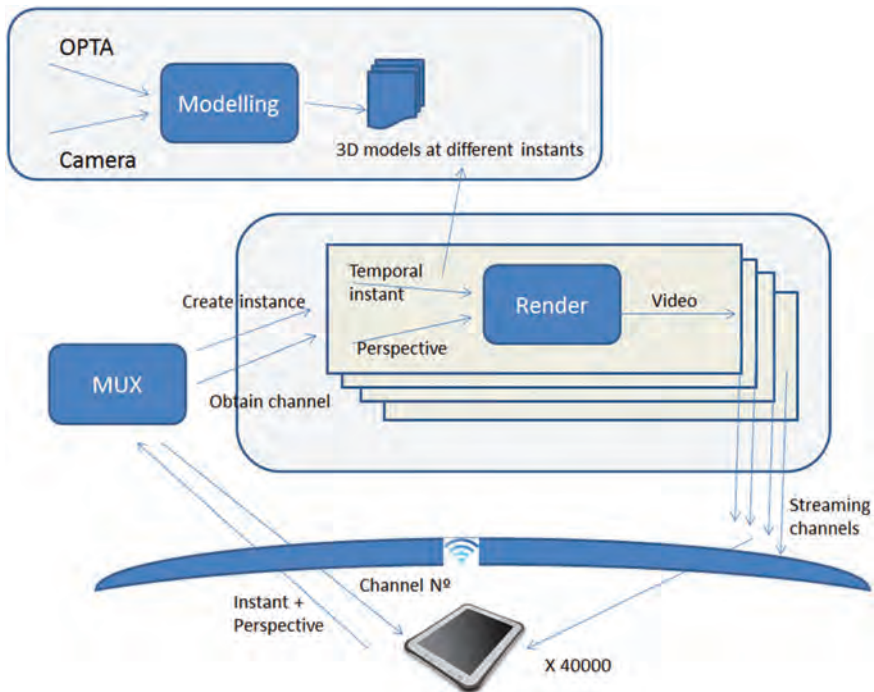 OPTA
Modelling
Camera
3D models at different instants
Temporal
instant
Render
Video
Perspective
Create instance
MUX
Obtain channel
Streaming
channels
Channel Nº
Instant +
Perspective
X 40000